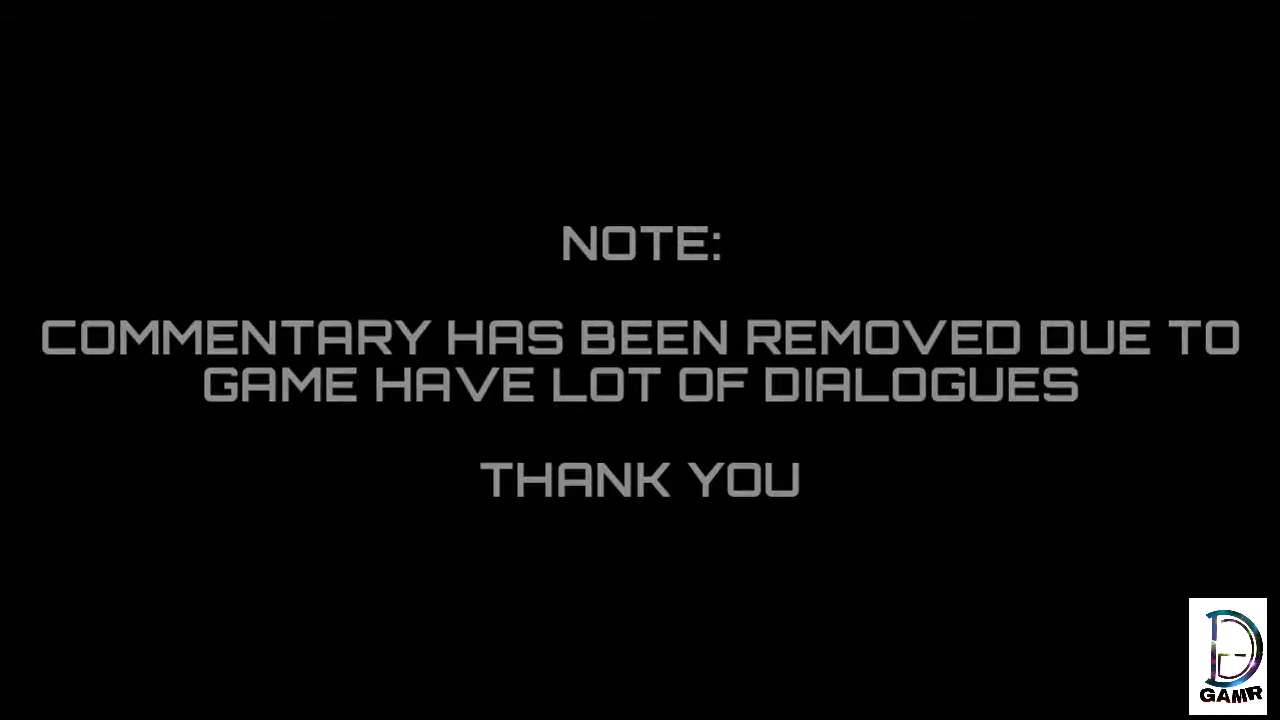 NOTE:
COMMENTARY HAS BEEN REMOVED DUE TO
GAME HAVE LOT OF DIALOGUES
THANK YOU
D
GAMR